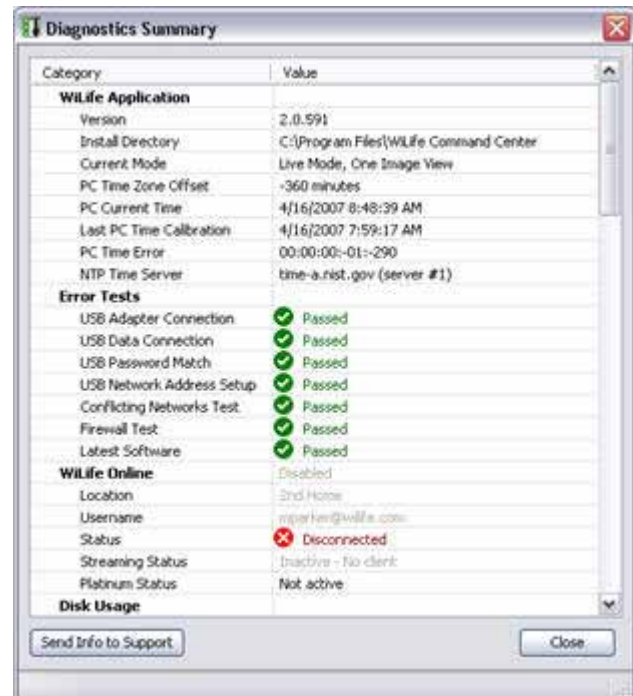 Diagnostics Summary
Category Value
WiLife Application
Version 2.0.591
Install Directory C:\Program Files\WiLife Command Center
Current Mode Live Mode, One Image View
PC Time Zone Offset -360 minutes
PC Current Time 4/16/2007 8:48:39 AM
Last PC Time Calibration 4/16/2007 7:59:17 AM
PC Time Error 00:00:00:-01:-290
NTP Time Server time-a.nist.gov (server #1)
Error Tests
USB Adapter Connection Passed
USB Data Connection Passed
USB Password Match Passed
USB Network Address Setup Passed
Conflicting Networks Test Passed
Firewall Test Passed
Latest Software Passed
WiLife Online Disabled
Location 2nd Home
Username mparker@wilife.com
Status Disconnected
Streaming Status Inactive - No client
Platinum Status Not active
Disk Usage
Send Info to Support Close